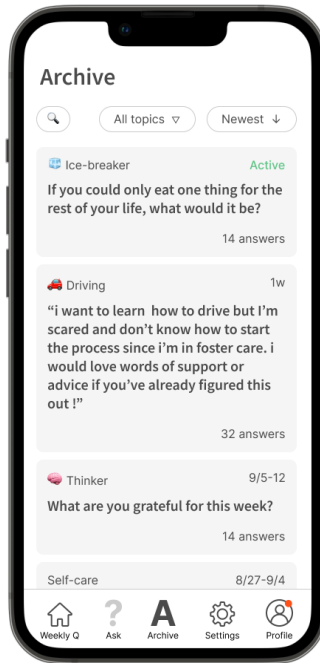 Archive
All topics
Newest
Ice-breaker
Active
If you could only eat one thing for the
rest of your life, what would it be?
14 answers
Driving
1w
“i want to learn how to drive but I’m
scared and don’t know how to start
the process since i’m in foster care. i
would love words of support or
advice if you’ve already figured this
out !”
32 answers
Thinker
9/5-12
What are you grateful for this week?
14 answers
Self-care
8/27-9/4
? A
Weekly Q Ask Archive Settings Profile